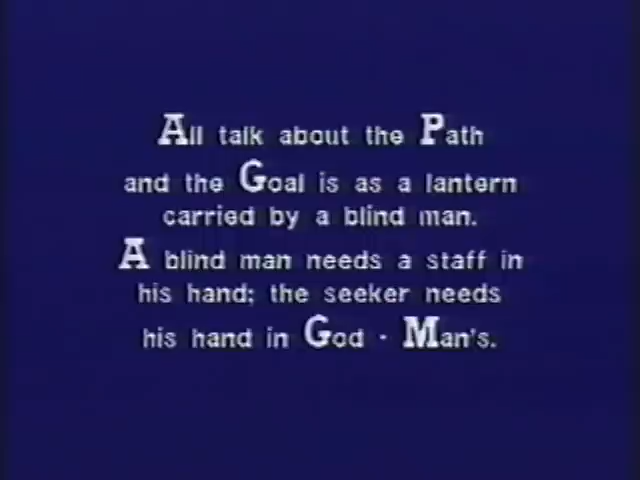 All talk about the Path
and the Goal is as a lantern
carried by a blind man.
A blind man needs a staff in
his hand; the seeker needs
his hand in God - Man's.